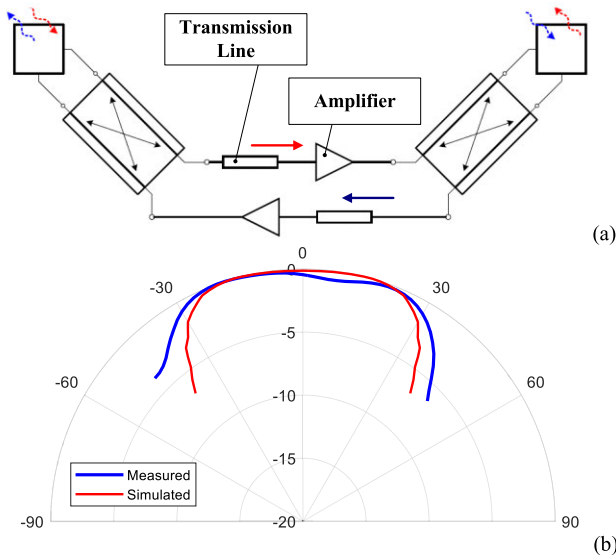 Transmission
Line
Amplifier
(a)
0
-30
30
-0
-5
-60
60
-10
-15
Measured
Simulated
-90
-20
90
(b)